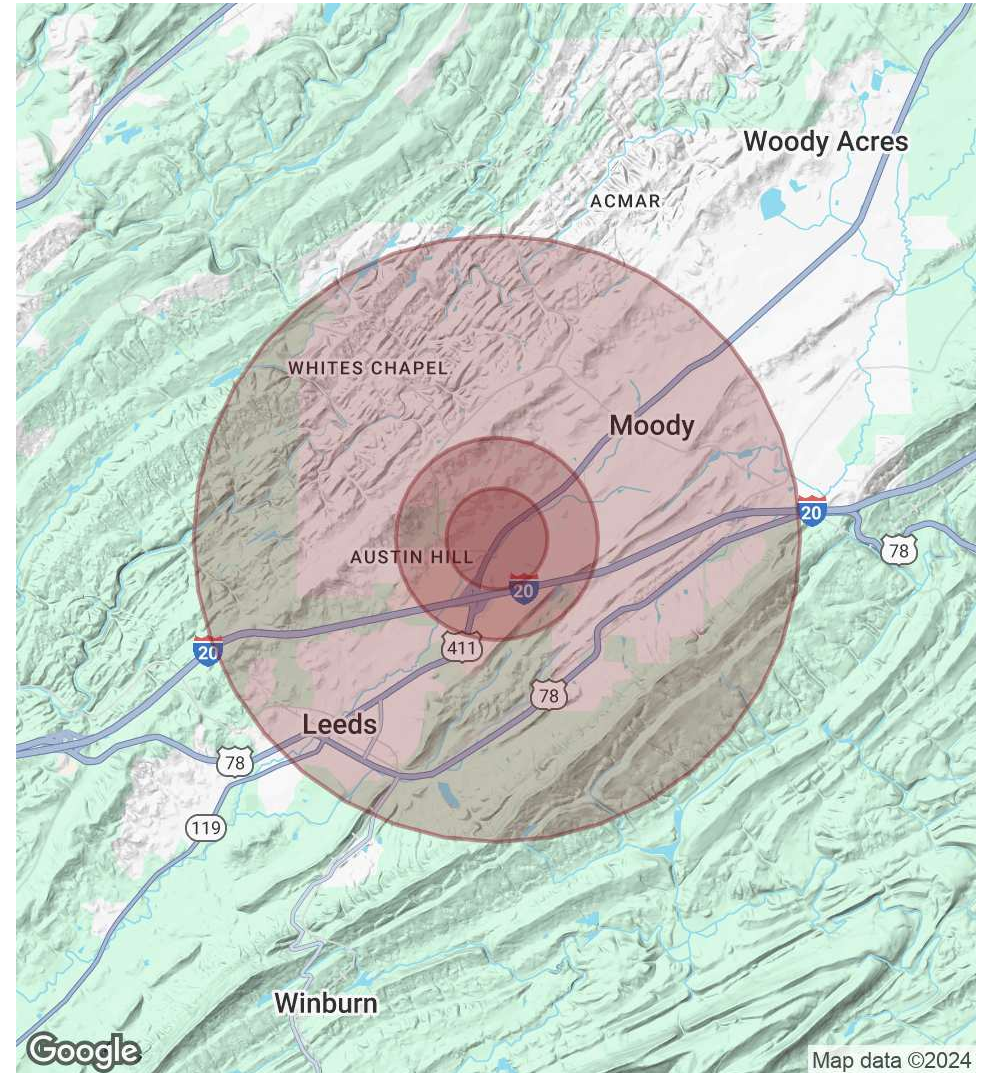 Woody Acres
ACMAR
WHITES CHAPEL
Moody
20
78
AUSTIN HILL
20
411
20
78
Leeds
78
119
Winburn
Google
Map data ©2024